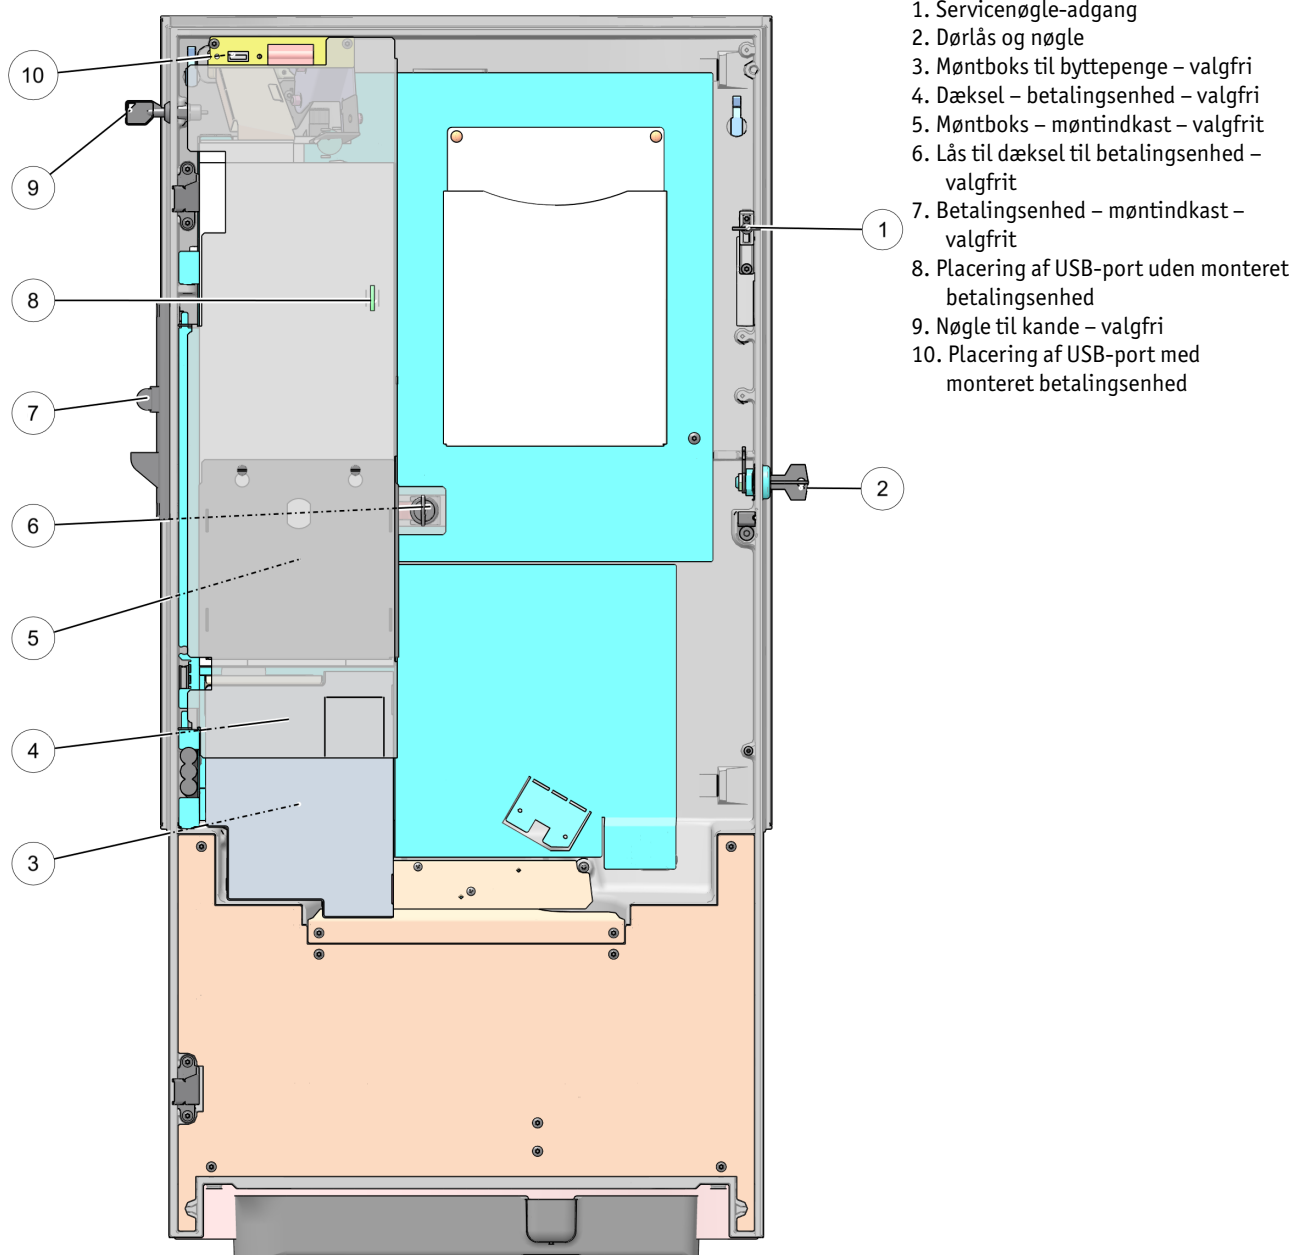 1. Servicenøgle-adgang
2. Dørlås og nøgle
3. Møntboks til byttepenge – valgfri
4. Dæksel – betalingsenhed – valgfri
5. Møntboks – møntindkast – valgfrit
6. Lås til dæksel til betalingsenhed –
valgfrit
7. Betalingsenhed – møntindkast –
valgfrit
8. Placering af USB-port uden monteret
betalingsenhed
9. Nøgle til kande – valgfri
10. Placering af USB-port med
monteret betalingsenhed
10
9
8
7
6
5
4
3
1
2